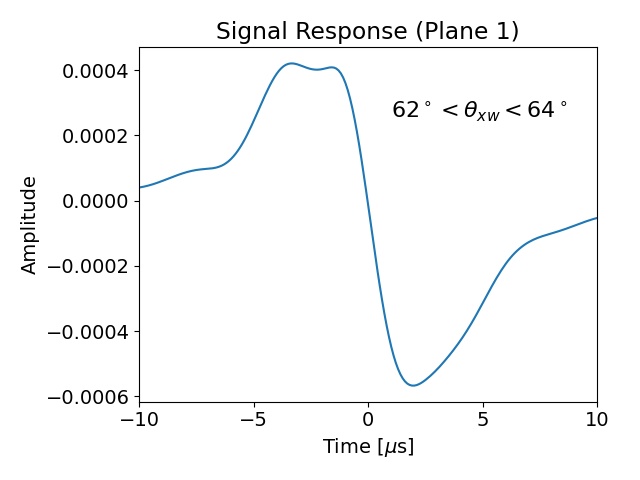 Signal Response (Plane 1)
0.0004
0.0002
0.0000
−0.0002
−0.0004
−0.0006
Amplitude
62° < θxw < 64°
−10 −5 0 5 10
Time [μs]